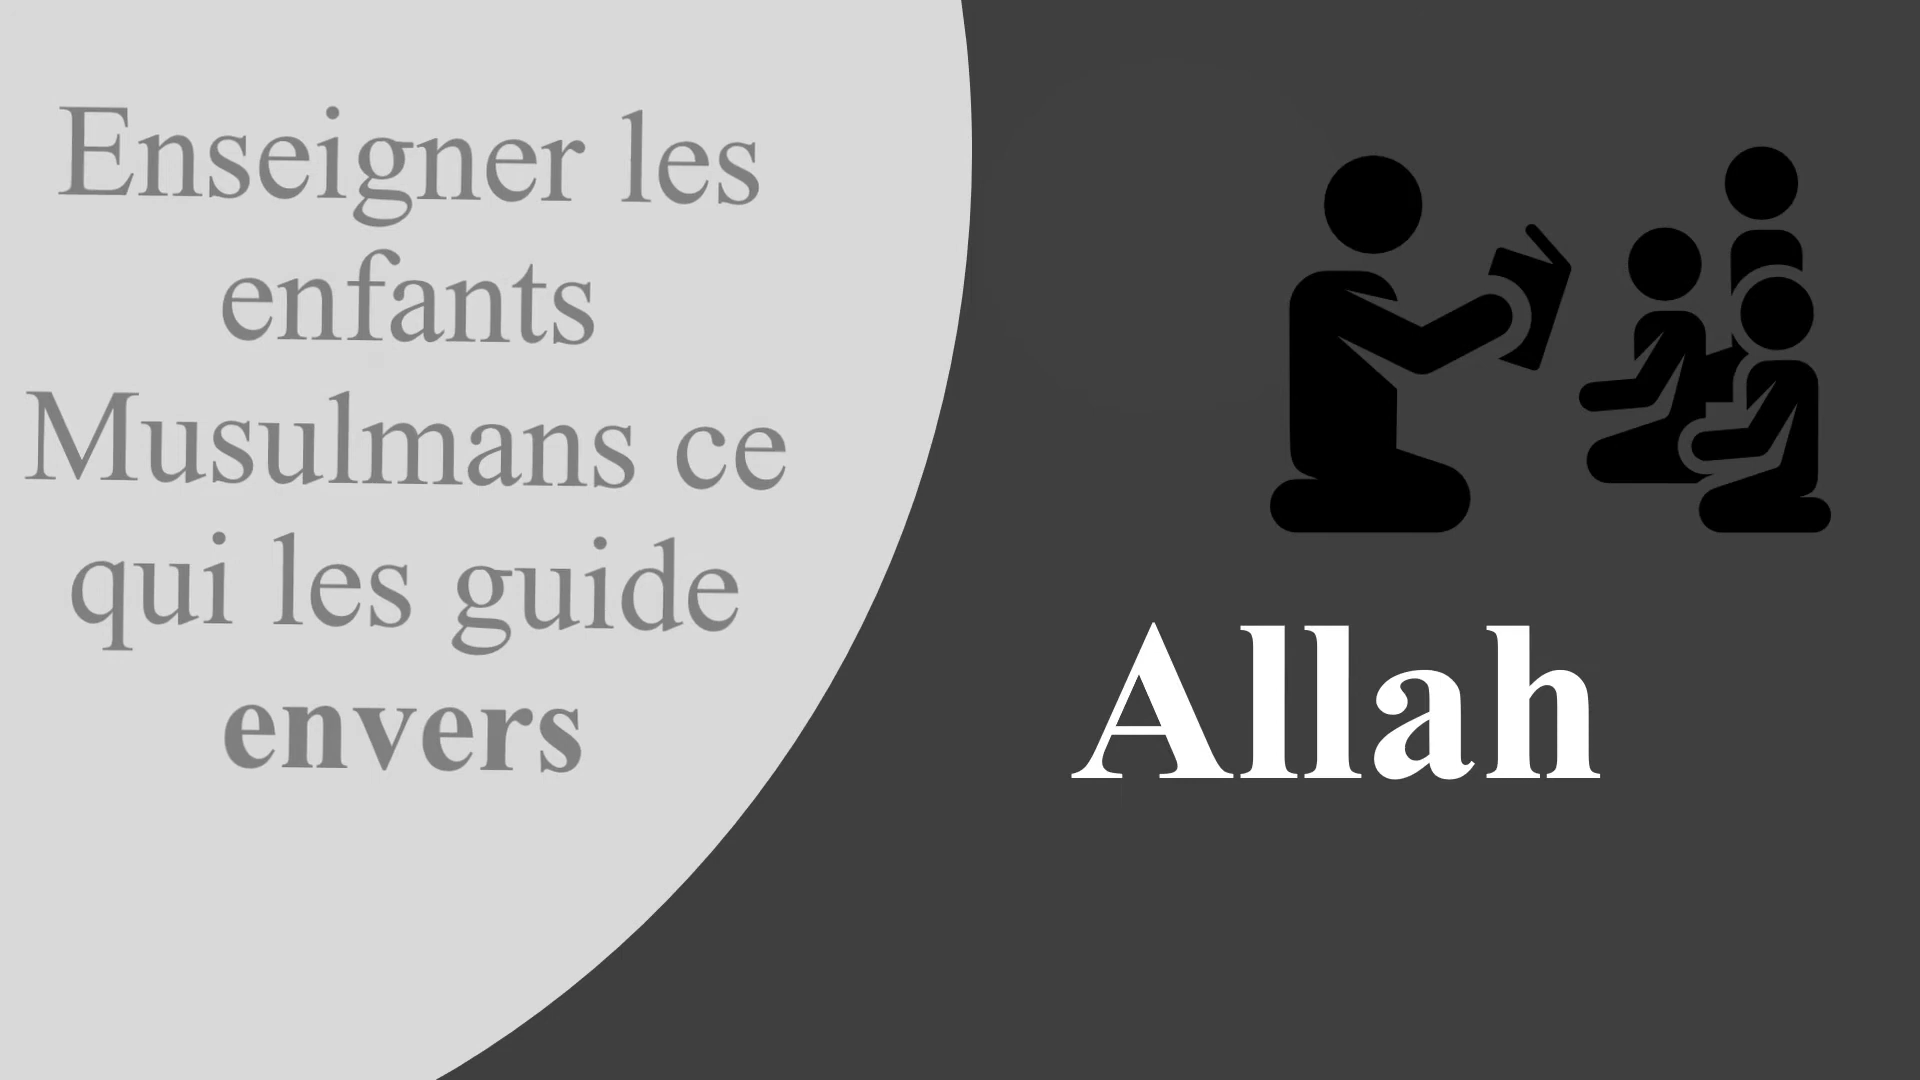 Enseigner les
enfants
Musulmans ce
qui les guide
envers
Allah